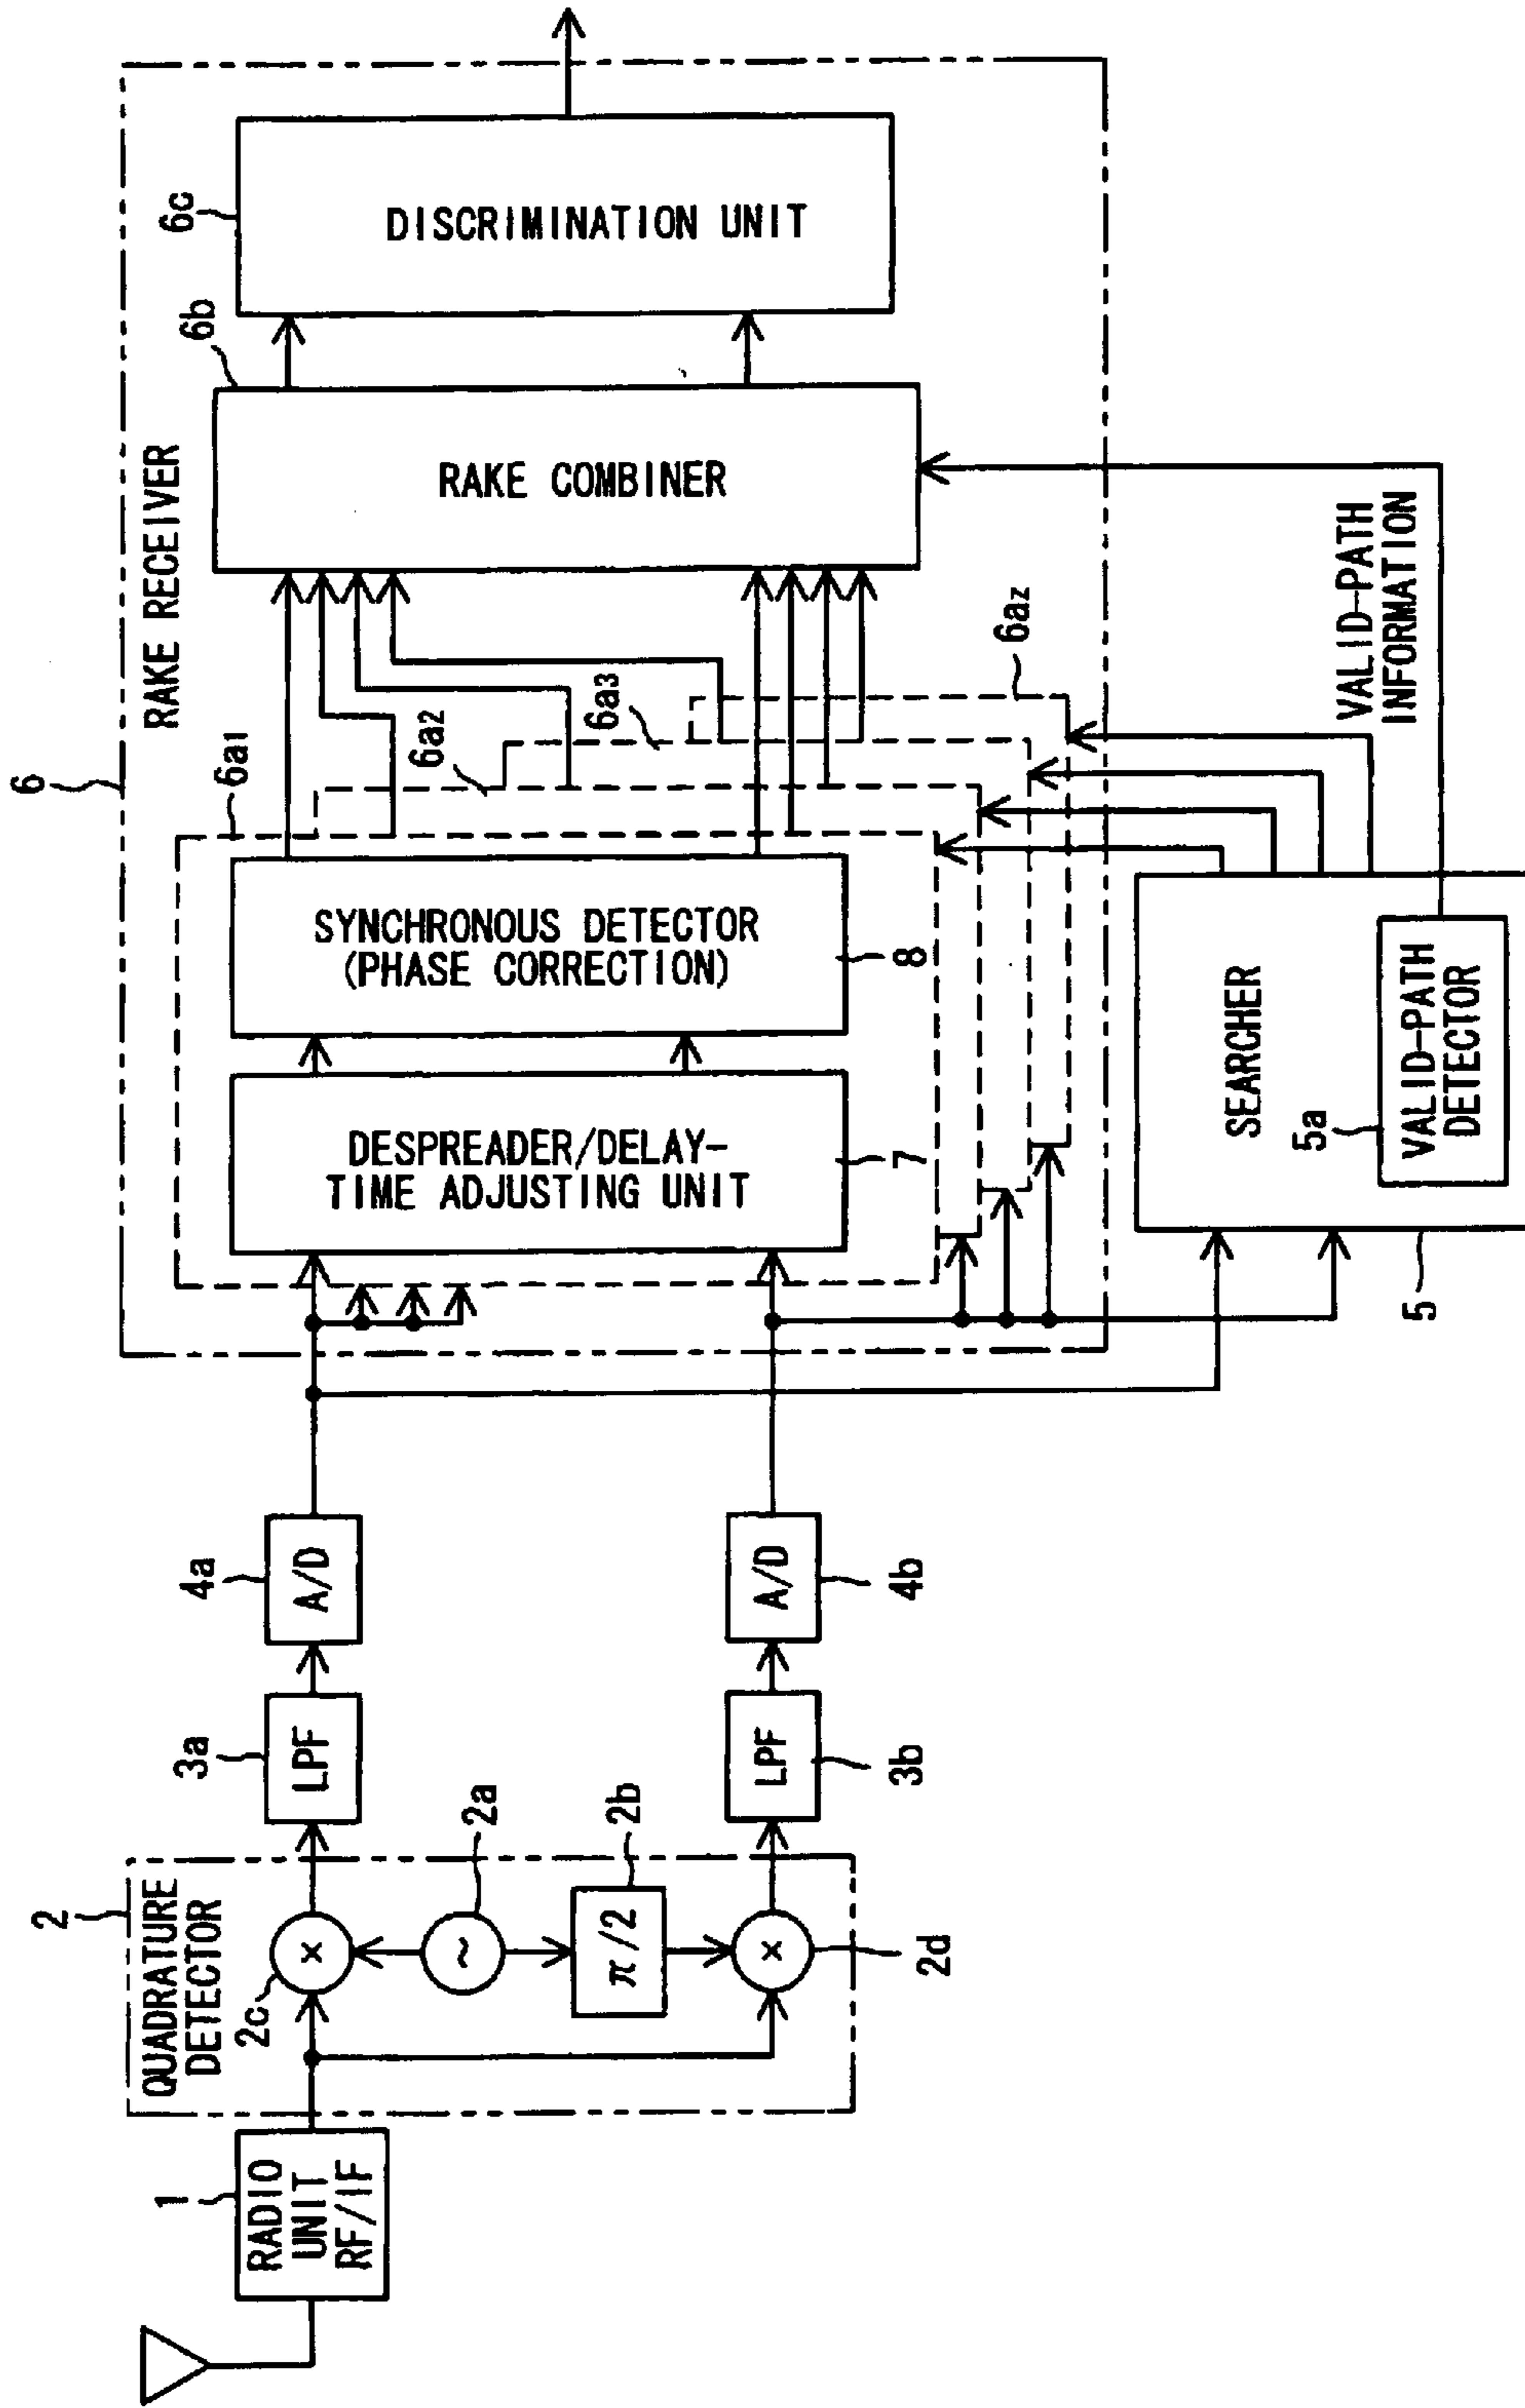 1
RADIO
UNIT
RF/IF
2
QUADRATURE
DETECTOR
2c
×
2a
~
2b
π/2
2d
×
3a
LPF
3b
LPF
4a
A/D
4b
A/D
6
RAKE RECEIVER
6a1
6a2
6a3
6az
DESPREADER/DELAY-
TIME ADJUSTING UNIT
7
SYNCHRONOUS DETECTOR
(PHASE CORRECTION)
8
6b
RAKE COMBINER
6c
DISCRIMINATION UNIT
5
SEARCHER
5a
VALID-PATH
DETECTOR
VALID-PATH
INFORMATION